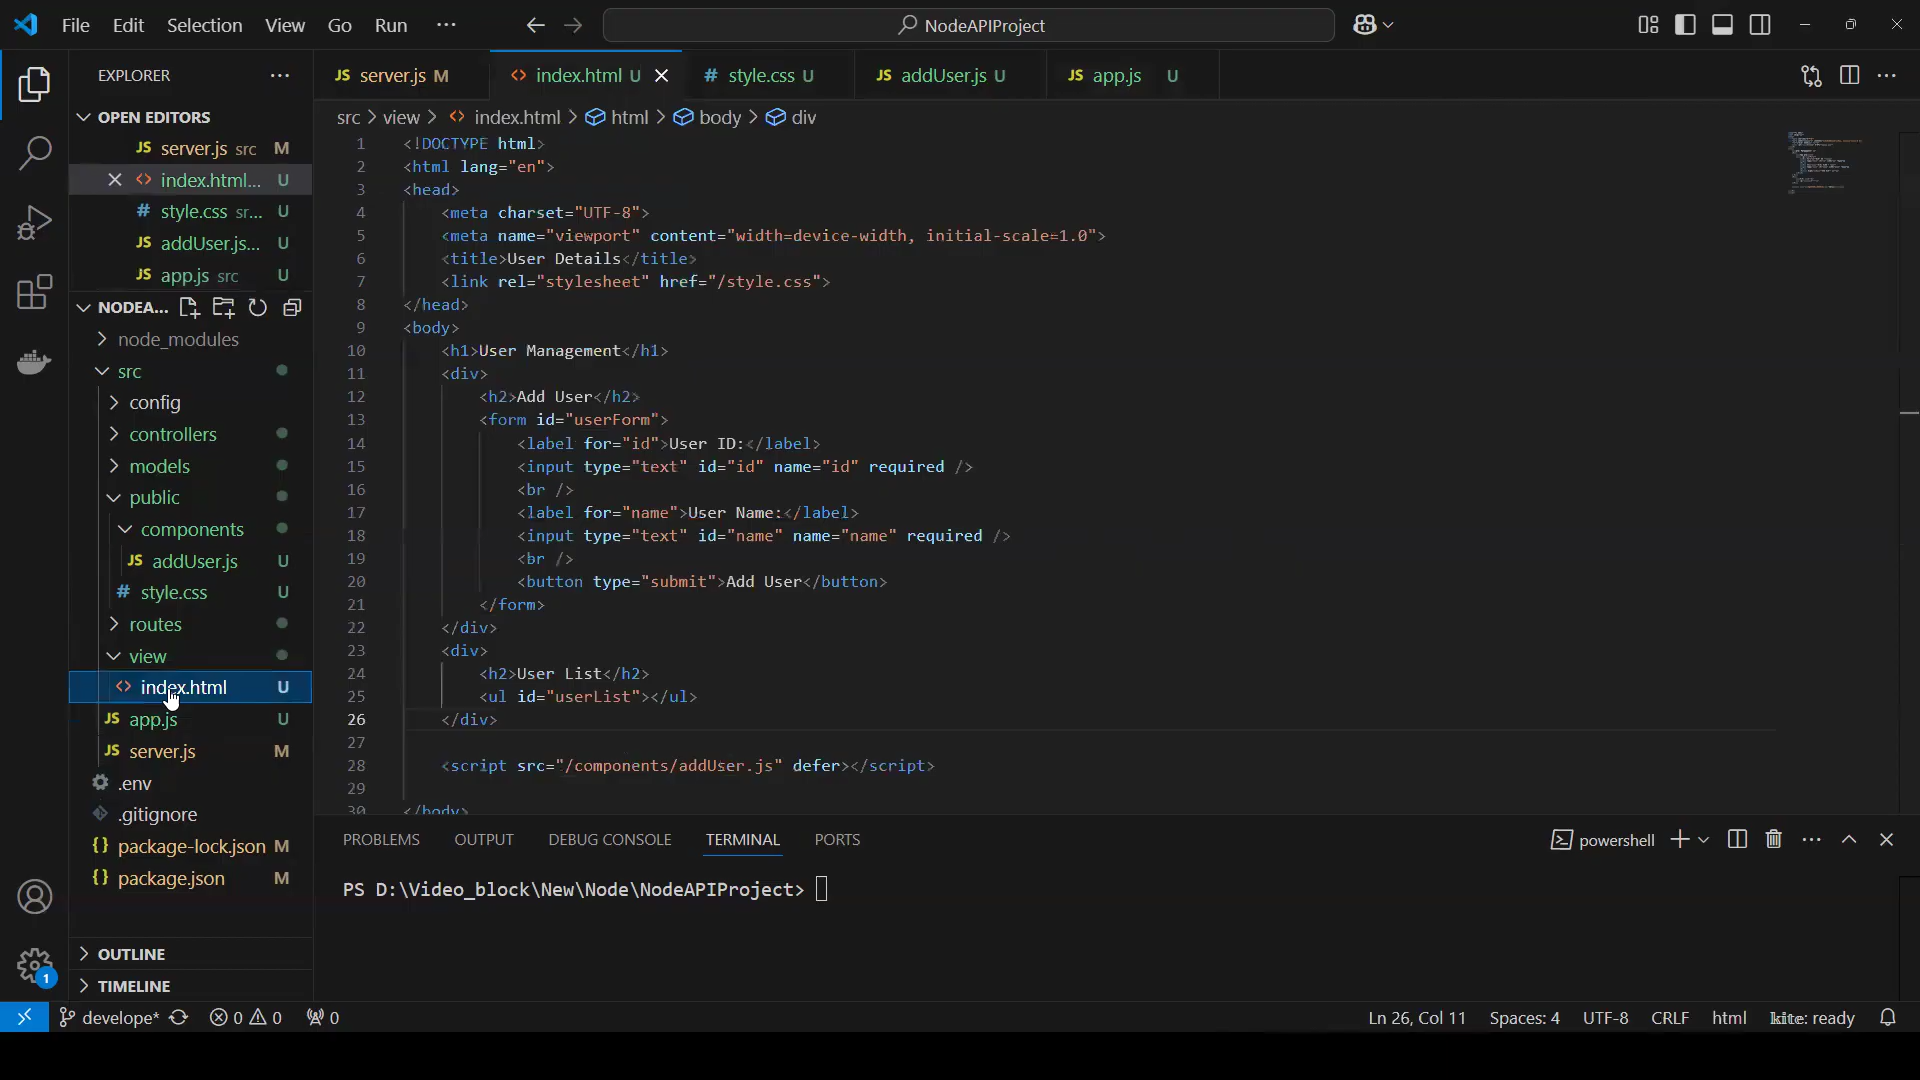 File Edit Selection View Go Run ··· NodeAPIProject
EXPLORER ···
OPEN EDITORS
JS server.js src M
<> index.html... U
# style.css sr... U
JS addUser.js... U
JS app.js src U
NODEA...
node_modules
src
config
controllers
models
public
components
JS addUser.js U
# style.css U
routes
view
<> index.html U
JS app.js U
JS server.js M
.env
.gitignore
{} package-lock.json M
{} package.json M
OUTLINE
TIMELINE
1
JS server.js M <> index.html U # style.css U JS addUser.js U JS app.js U
src > view > <> index.html > html > body > div
1 <!DOCTYPE html>
2 <html lang="en">
3 <head>
4 <meta charset="UTF-8">
5 <meta name="viewport" content="width=device-width, initial-scale=1.0">
6 <title>User Details</title>
7 <link rel="stylesheet" href="/style.css">
8 </head>
9 <body>
10 <h1>User Management</h1>
11 <div>
12 <h2>Add User</h2>
13 <form id="userForm">
14 <label for="id">User ID:</label>
15 <input type="text" id="id" name="id" required />
16 <br />
17 <label for="name">User Name:</label>
18 <input type="text" id="name" name="name" required />
19 <br />
20 <button type="submit">Add User</button>
21 </form>
22 </div>
23 <div>
24 <h2>User List</h2>
25 <ul id="userList"></ul>
26 </div>
27
28 <script src="/components/addUser.js" defer></script>
29
30 </body>
PROBLEMS OUTPUT DEBUG CONSOLE TERMINAL PORTS powershell
PS D:\Video_block\New\Node\NodeAPIProject>
develope* 0 0 0 Ln 26, Col 11 Spaces: 4 UTF-8 CRLF html kite: ready